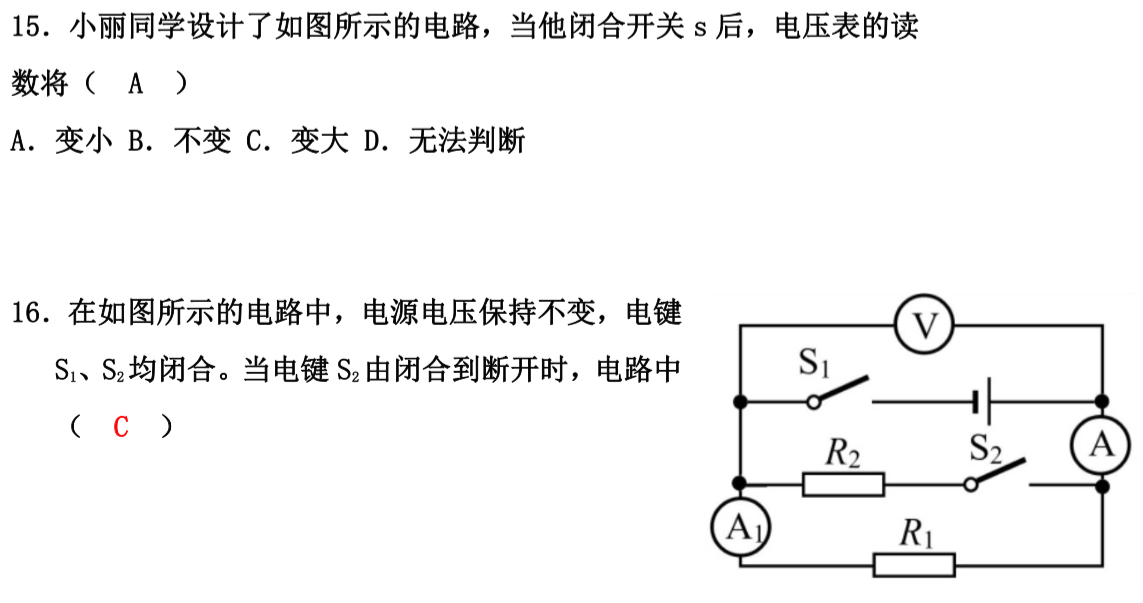 15. 小丽同学设计了如图所示的电路，当他闭合开关 s 后，电压表的读
数将（ A ）
A. 变小 B. 不变 C. 变大 D. 无法判断
16. 在如图所示的电路中，电源电压保持不变，电键
S₁、S₂均闭合。当电键 S₂由闭合到断开时，电路中
（ C ）
V
S₁
A
S₂
R₂
A₁
R₁